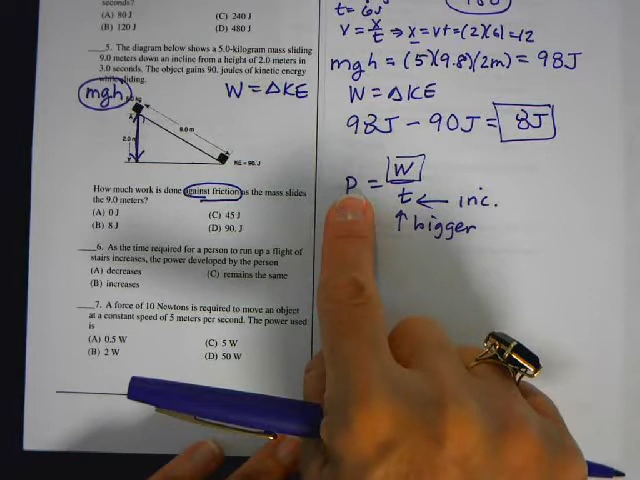 seconds?
(A) 80 J (C) 240 J
(B) 120 J (D) 480 J
5. The diagram below shows a 5.0-kilogram mass sliding
9.0 meters down an incline from a height of 2.0 meters in
3.0 seconds. The object gains 90. joules of kinetic energy
while sliding.
mgh
W = ΔKE
9.0m
2.0 m
KE = 90. J
How much work is done against friction as the mass slides
the 9.0 meters?
(A) 0 J (C) 45 J
(B) 8 J (D) 90. J
6. As the time required for a person to run up a flight of
stairs increases, the power developed by the person
(A) decreases (C) remains the same
(B) increases
7. A force of 10 Newtons is required to move an object
at a constant speed of 5 meters per second. The power used
is
(A) 0.5 W (C) 5 W
(B) 2 W (D) 50 W
V = x/t ⇒ x = vt = (2)(6) = 12
mgh = (5)(9.8)(2m) = 98J
W = ΔKE
98J - 90J = 8J
P = W/t ← inc.
↑ bigger